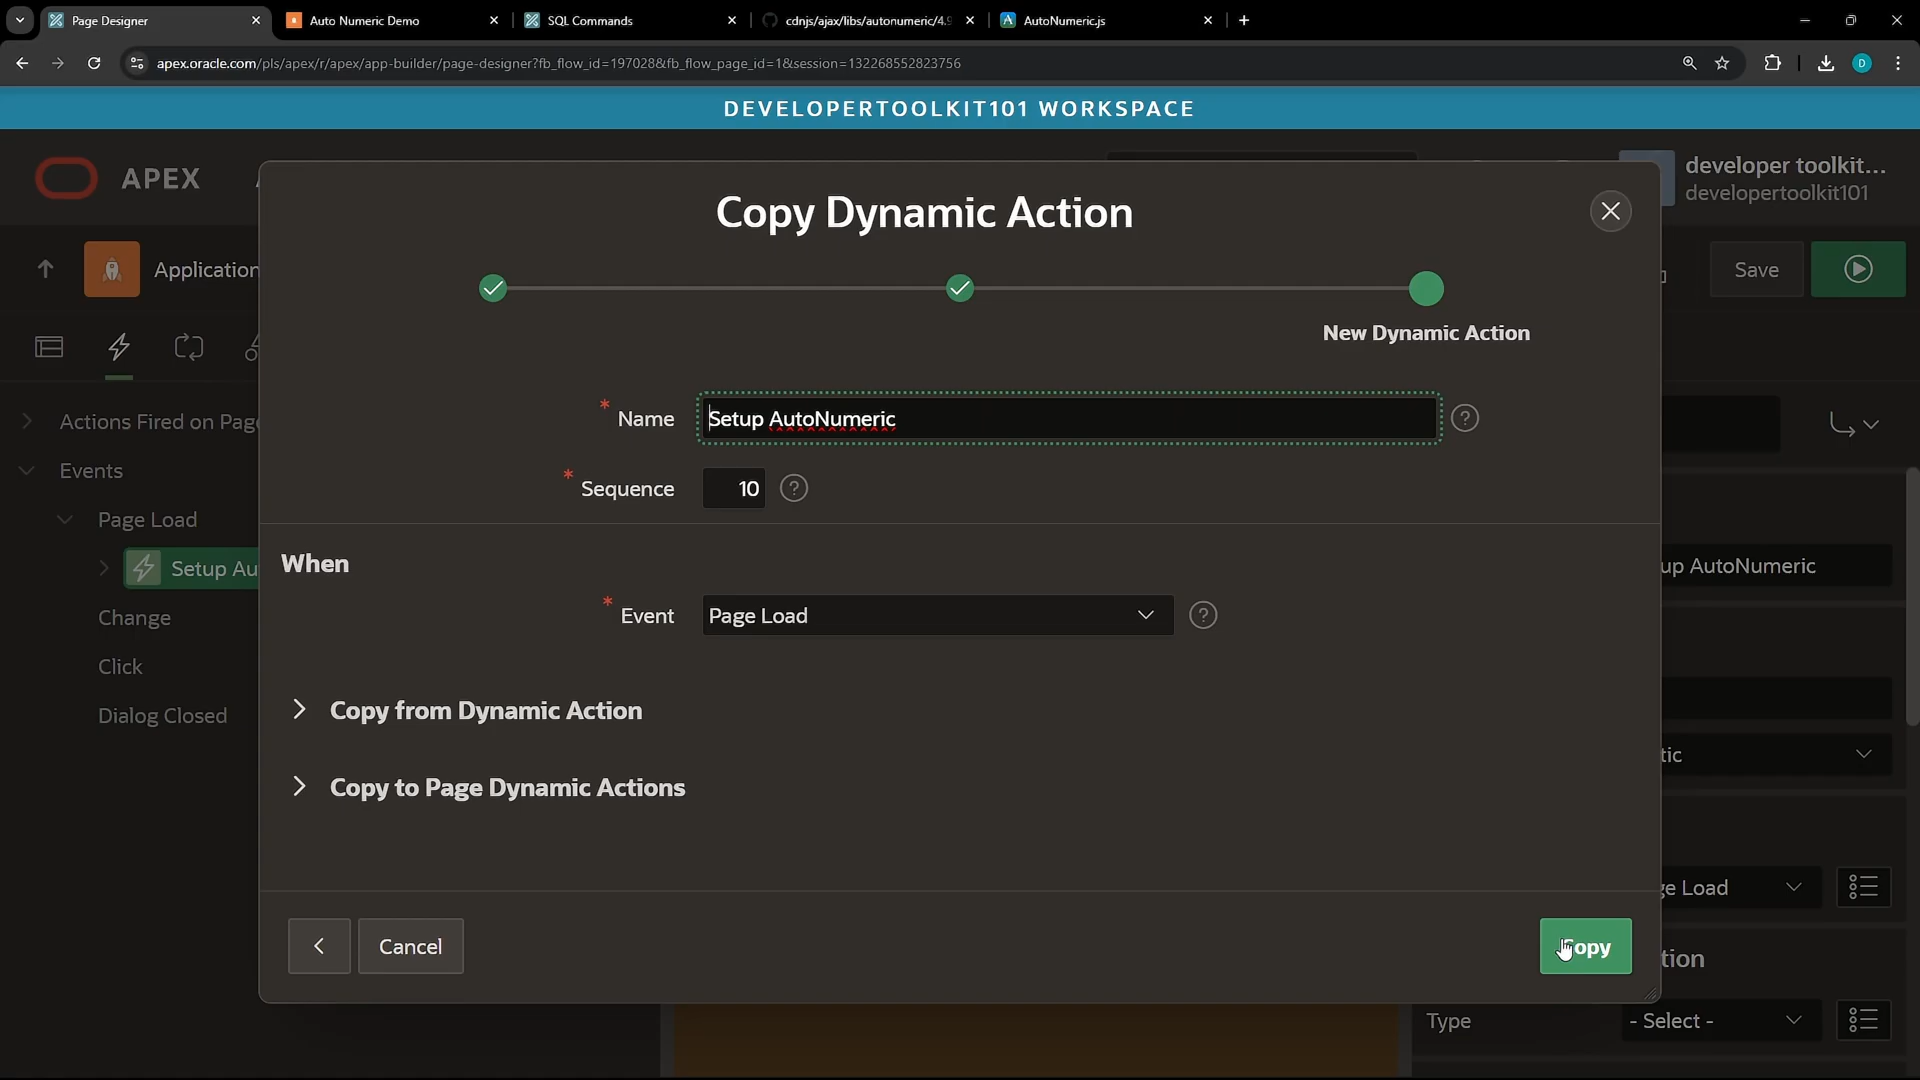 Page Designer
Auto Numeric Demo
SQL Commands
cdnjs/ajax/libs/autonumeric/4.9
AutoNumeric.js
apex.oracle.com/pls/apex/r/apex/app-builder/page-designer?fb_flow_id=197028&fb_flow_page_id=1&session=132268552823756
D
DEVELOPERTOOLKIT101 WORKSPACE
APEX
developer toolkit...
developertoolkit101
Copy Dynamic Action
Application
Save
New Dynamic Action
Actions Fired on Page
* Name
Setup AutoNumeric
?
Events
* Sequence
10
?
Page Load
Setup Au
up AutoNumeric
When
Change
* Event
Page Load
?
Click
Dialog Closed
Copy from Dynamic Action
tic
Copy to Page Dynamic Actions
ge Load
Cancel
Copy
tion
Type
- Select -